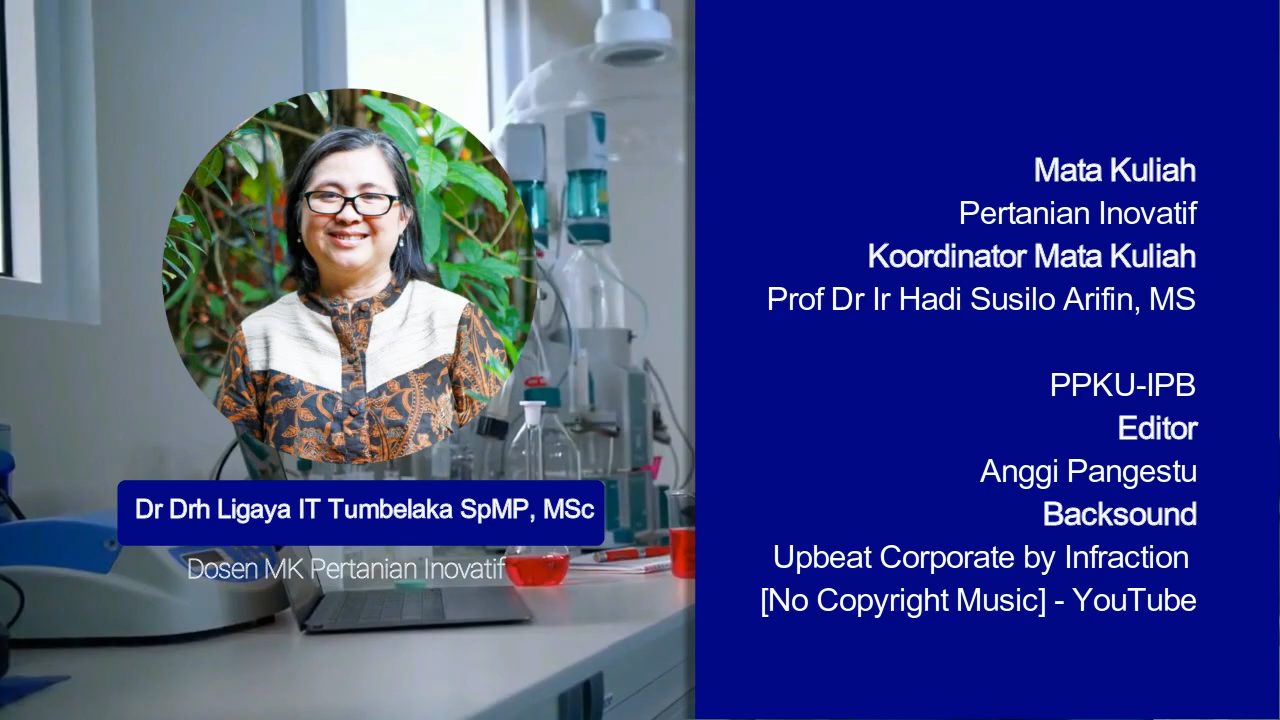 Dr Drh Ligaya IT Tumbelaka SpMP, MSc
Dosen MK Pertanian Inovatif
Mata Kuliah
Pertanian Inovatif
Koordinator Mata Kuliah
Prof Dr Ir Hadi Susilo Arifin, MS
PPKU-IPB
Editor
Anggi Pangestu
Backsound
Upbeat Corporate by Infraction
[No Copyright Music] - YouTube